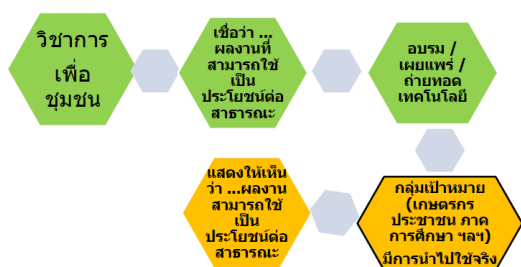 วิชาการ
เพื่อ
ชุมชน
เชื่อว่า ...
ผลงานที่
สามารถใช้
เป็น
ประโยชน์ต่อ
สาธารณะ
อบรม /
เผยแพร่ /
ถ่ายทอด
เทคโนโลยี
กลุ่มเป้าหมาย
(เกษตรกร
ประชาชน ภาค
การศึกษา ฯลฯ)
มีการนำไปใช้จริง
แสดงให้เห็น
ว่า ...ผลงาน
สามารถใช้
เป็น
ประโยชน์ต่อ
สาธารณะ